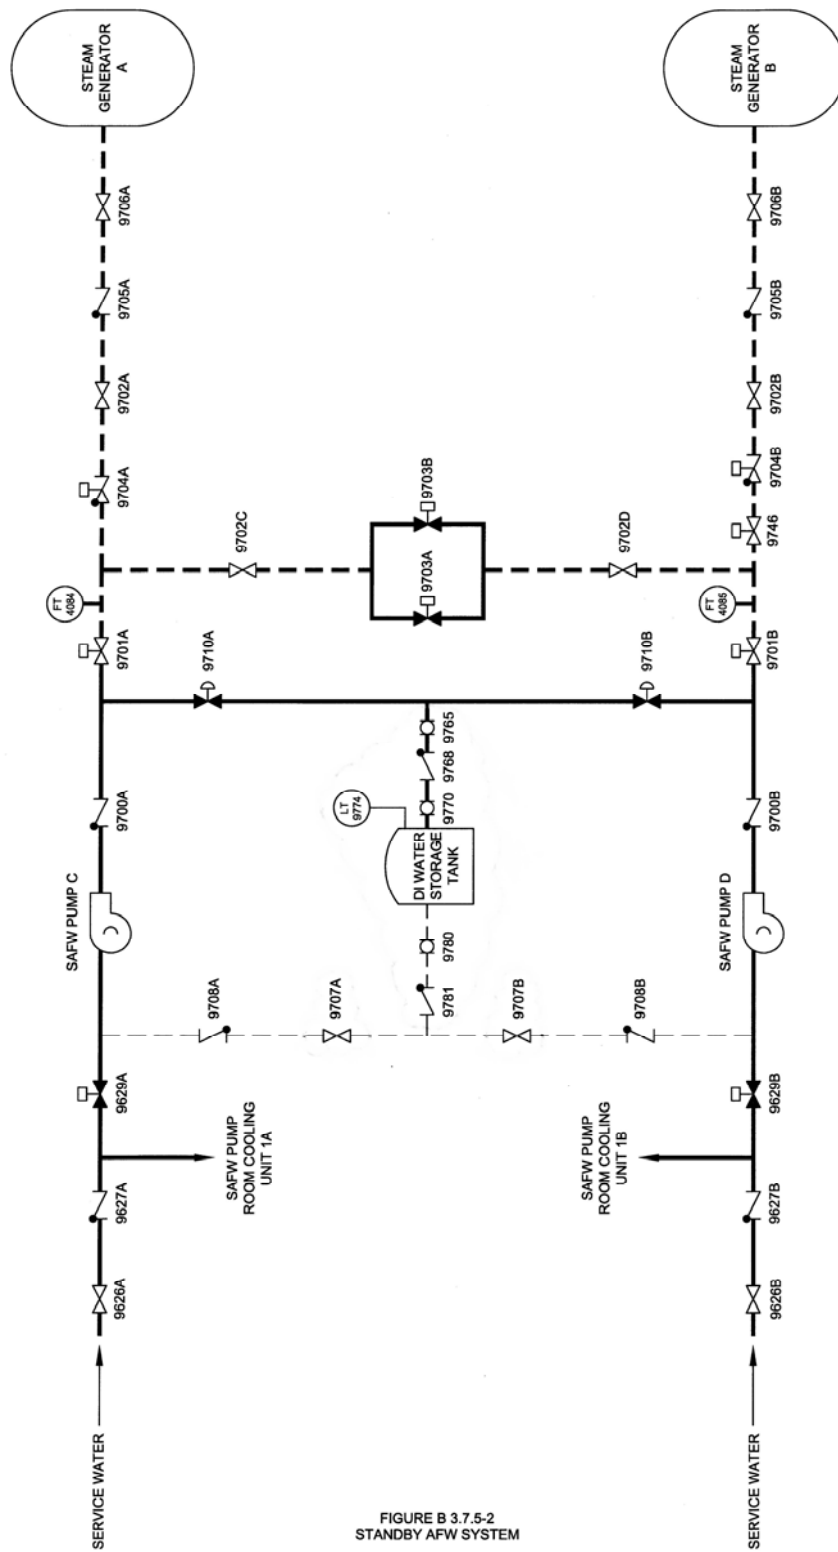 STEAM
GENERATOR
A
9706A
9705A
9702A
9704A
FT
4084
9701A
9710A
9700A
SAFW PUMP C
9708A
9629A
SAFW PUMP
ROOM COOLING
UNIT 1A
9627A
9626A
SERVICE WATER
9702C
9703B
9703A
9702D
9765
9768
9770
LT
9774
DI WATER
STORAGE
TANK
9780
9781
9707A
9707B
STEAM
GENERATOR
B
9706B
9705B
9702B
9704B
9746
FT
4085
9701B
9710B
9700B
SAFW PUMP D
9708B
9629B
SAFW PUMP
ROOM COOLING
UNIT 1B
9627B
9626B
SERVICE WATER
FIGURE B 3.7.5-2
STANDBY AFW SYSTEM